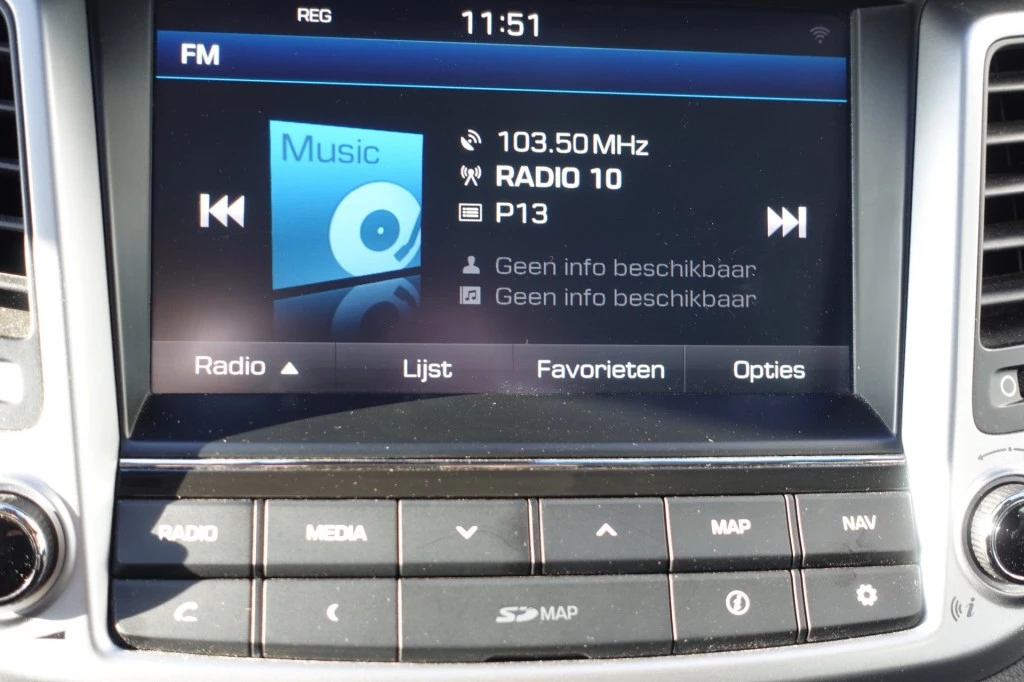 REG 11:51
FM
Music
103.50MHz
RADIO 10
P13
Geen info beschikbaar
Geen info beschikbaar
Radio Lijst Favorieten Opties
RADIO MEDIA MAP NAV
SD MAP